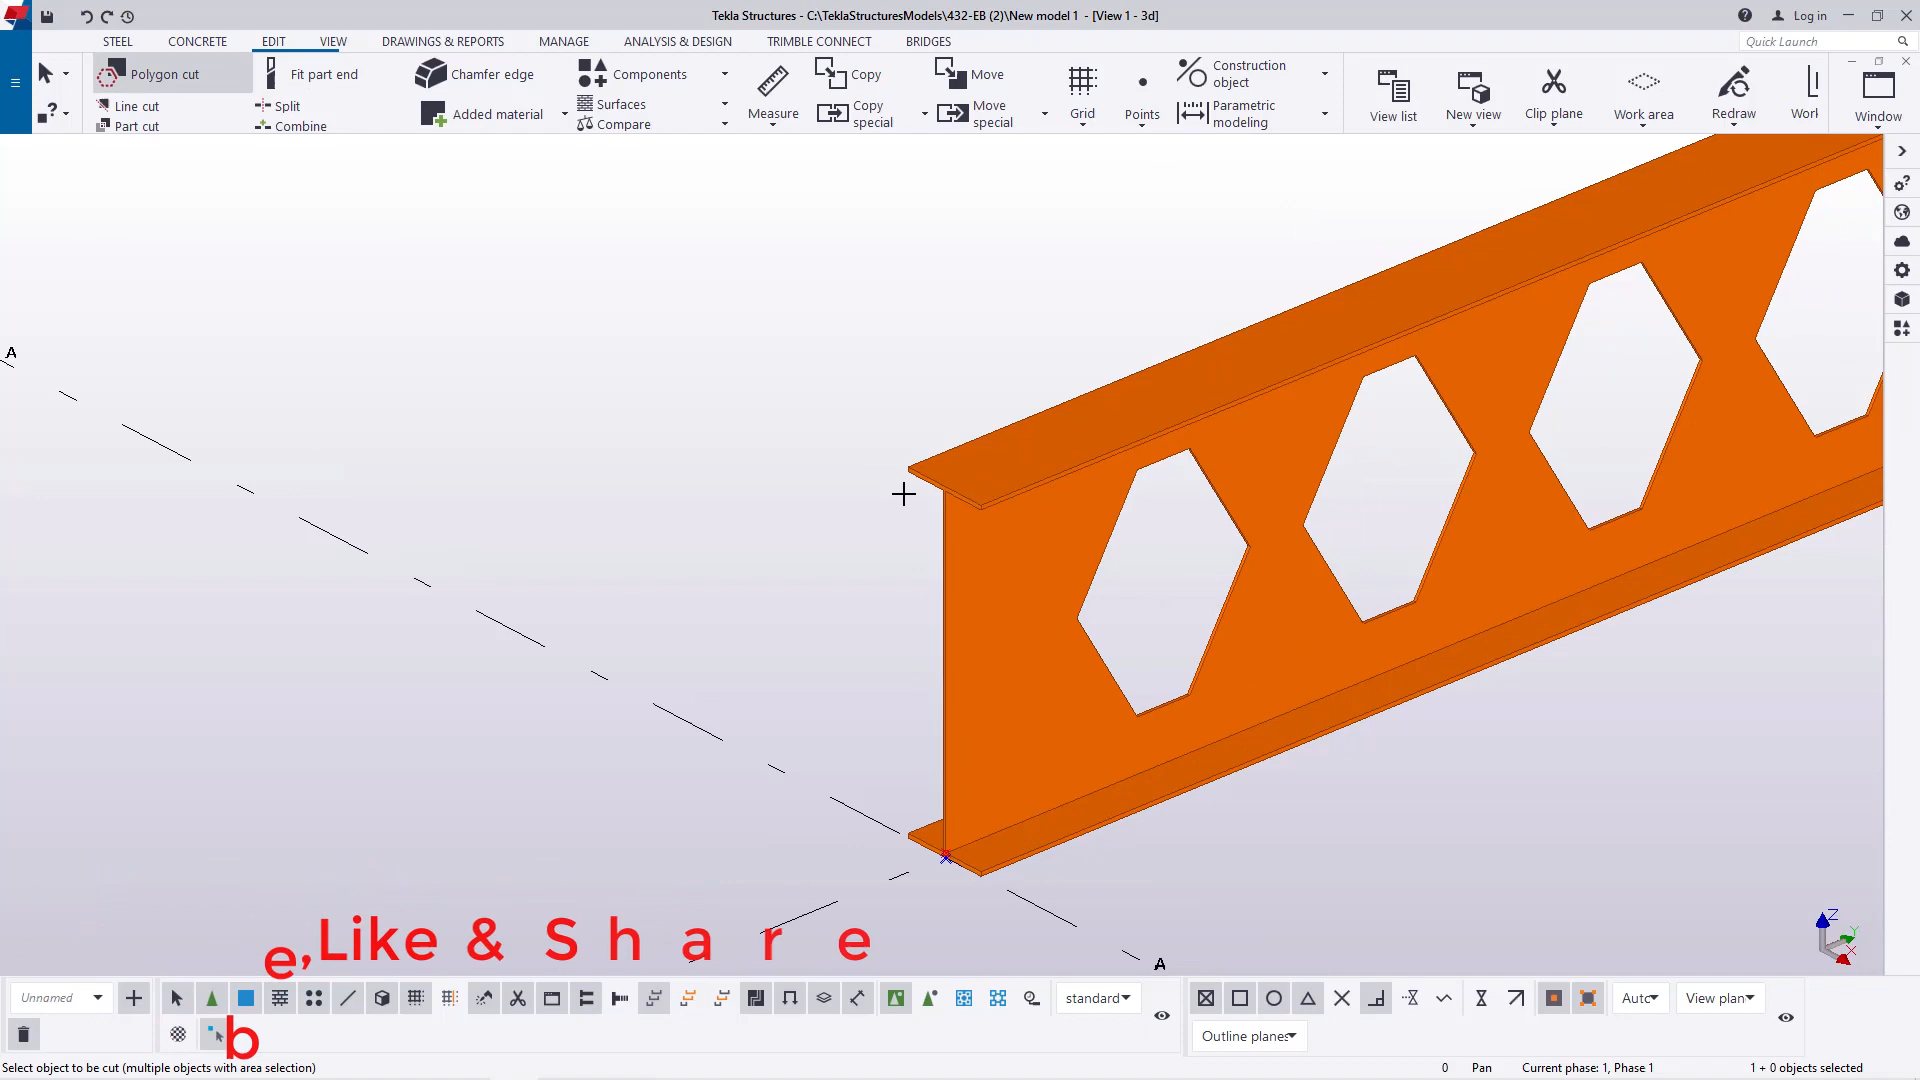 Tekla Structures - C:\TeklaStructuresModels\432-EB (2)\New model 1 - [View 1 - 3d]
Log in
STEEL CONCRETE EDIT VIEW DRAWINGS & REPORTS MANAGE ANALYSIS & DESIGN TRIMBLE CONNECT BRIDGES
Quick Launch
Polygon cut
Line cut
Part cut
Fit part end
Split
Combine
Chamfer edge
Added material
Components
Surfaces
Compare
Measure
Copy
Copy
special
Move
Move
special
Grid
Points
Construction
object
Parametric
modeling
View list
New view
Clip plane
Work area
Redraw
Work
Window
A
A
Z
Y
X
e,Like & Share
b
Unnamed
standard
Auto
View plan
Outline planes
Select object to be cut (multiple objects with area selection)
0 Pan Current phase: 1, Phase 1 1 + 0 objects selected